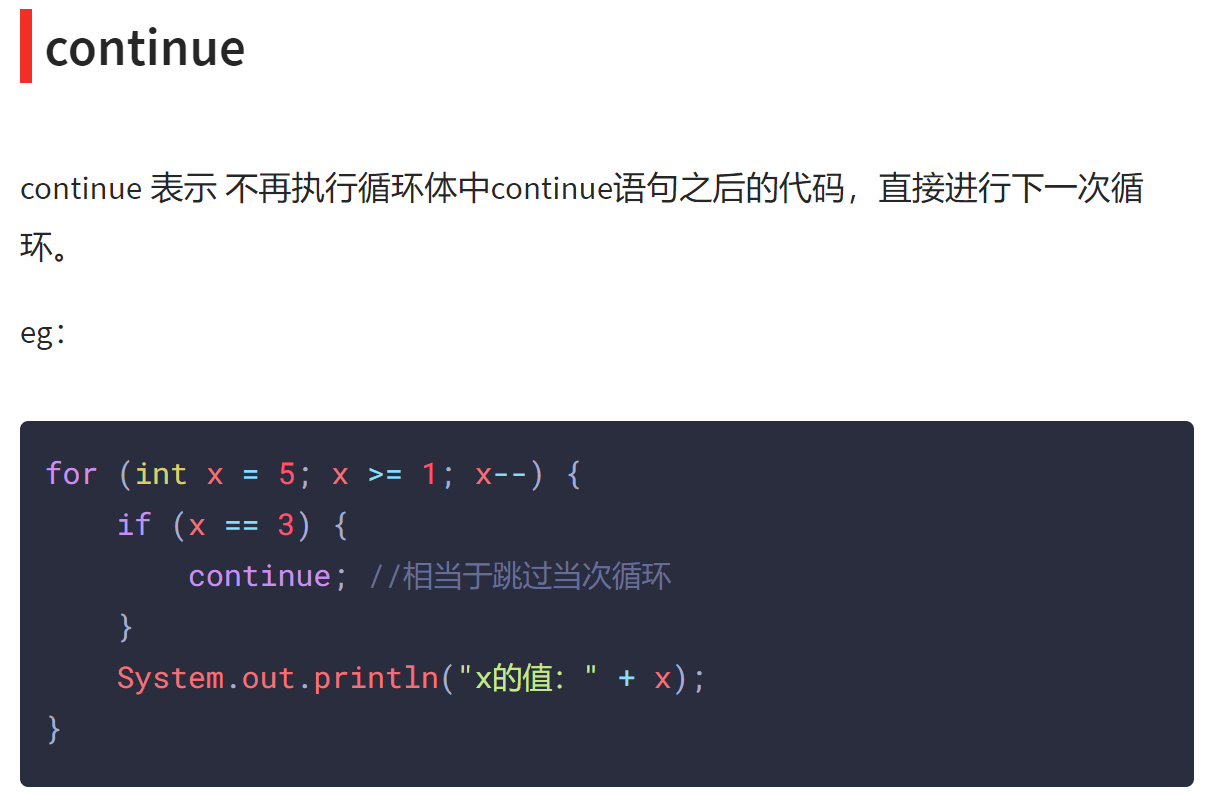 continue
continue 表示 不再执行循环体中continue语句之后的代码，直接进行下一次循
环。
eg：
for (int x = 5; x >= 1; x--) {
    if (x == 3) {
        continue; //相当于跳过当次循环
    }
    System.out.println("x的值：" + x);
}